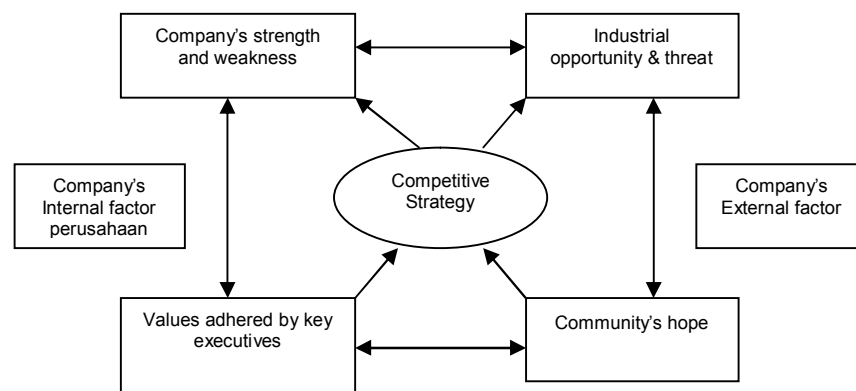 Company's strength
and weakness
Industrial
opportunity & threat
Company's
Internal factor
perusahaan
Competitive
Strategy
Company's
External factor
Values adhered by key
executives
Community's hope